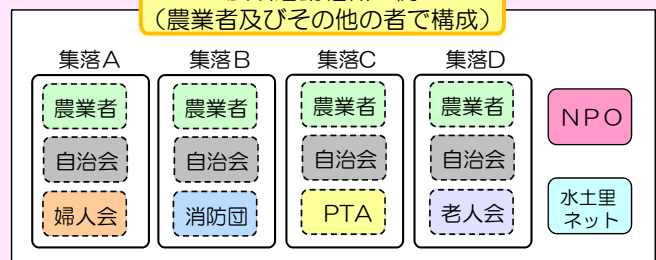 (農業者及びその他の者で構成)
集落A
集落B
集落C
集落D
農業者
農業者
農業者
農業者
NPO
自治会
自治会
自治会
自治会
婦人会
消防団
PTA
老人会
水土里
ネット